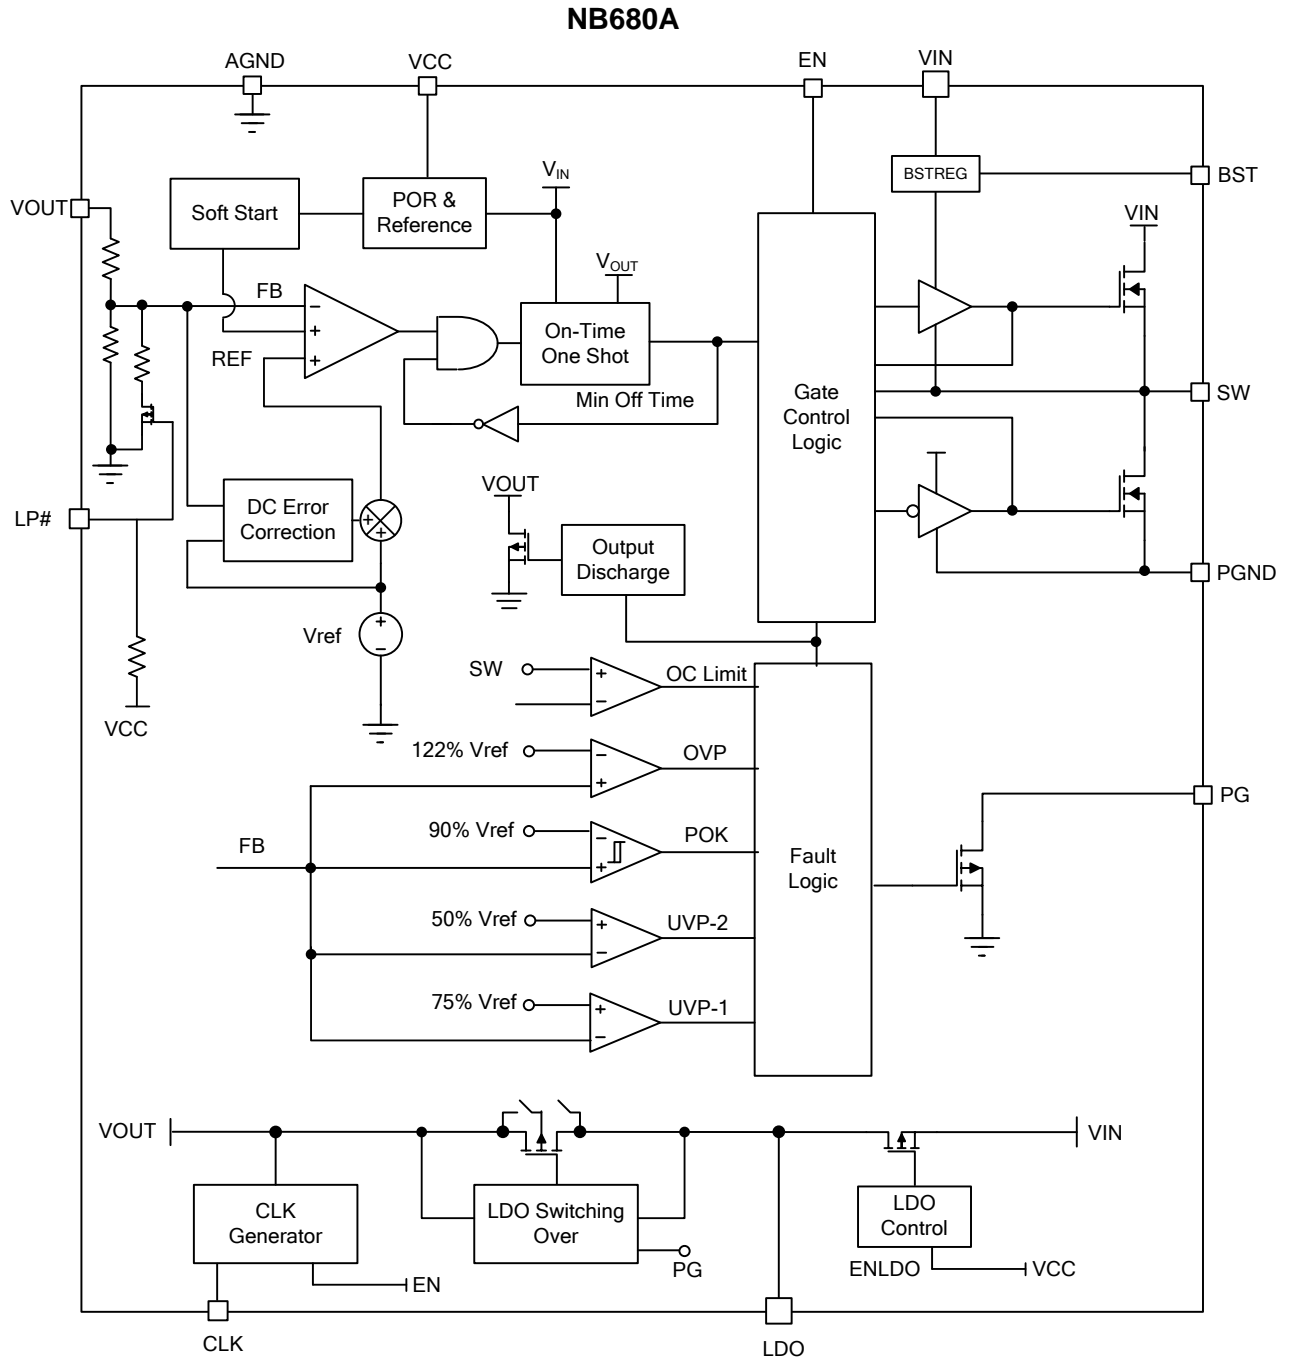 NB680A
AGND
VCC
EN
VIN
BSTREG
BST
VOUT
Soft Start
POR &
Reference
VIN
VIN
VOUT
FB
−
+
+
REF
On-Time
One Shot
Min Off Time
Gate
Control
Logic
SW
LP#
DC Error
Correction
+
+
VOUT
Output
Discharge
PGND
Vref
+
−
VCC
SW
+
−
OC Limit
122% Vref
−
+
OVP
PG
90% Vref
−
+
POK
FB
Fault
Logic
50% Vref
+
−
UVP-2
75% Vref
+
−
UVP-1
VOUT
VIN
CLK
Generator
LDO Switching
Over
LDO
Control
PG
EN
ENLDO
VCC
CLK
LDO